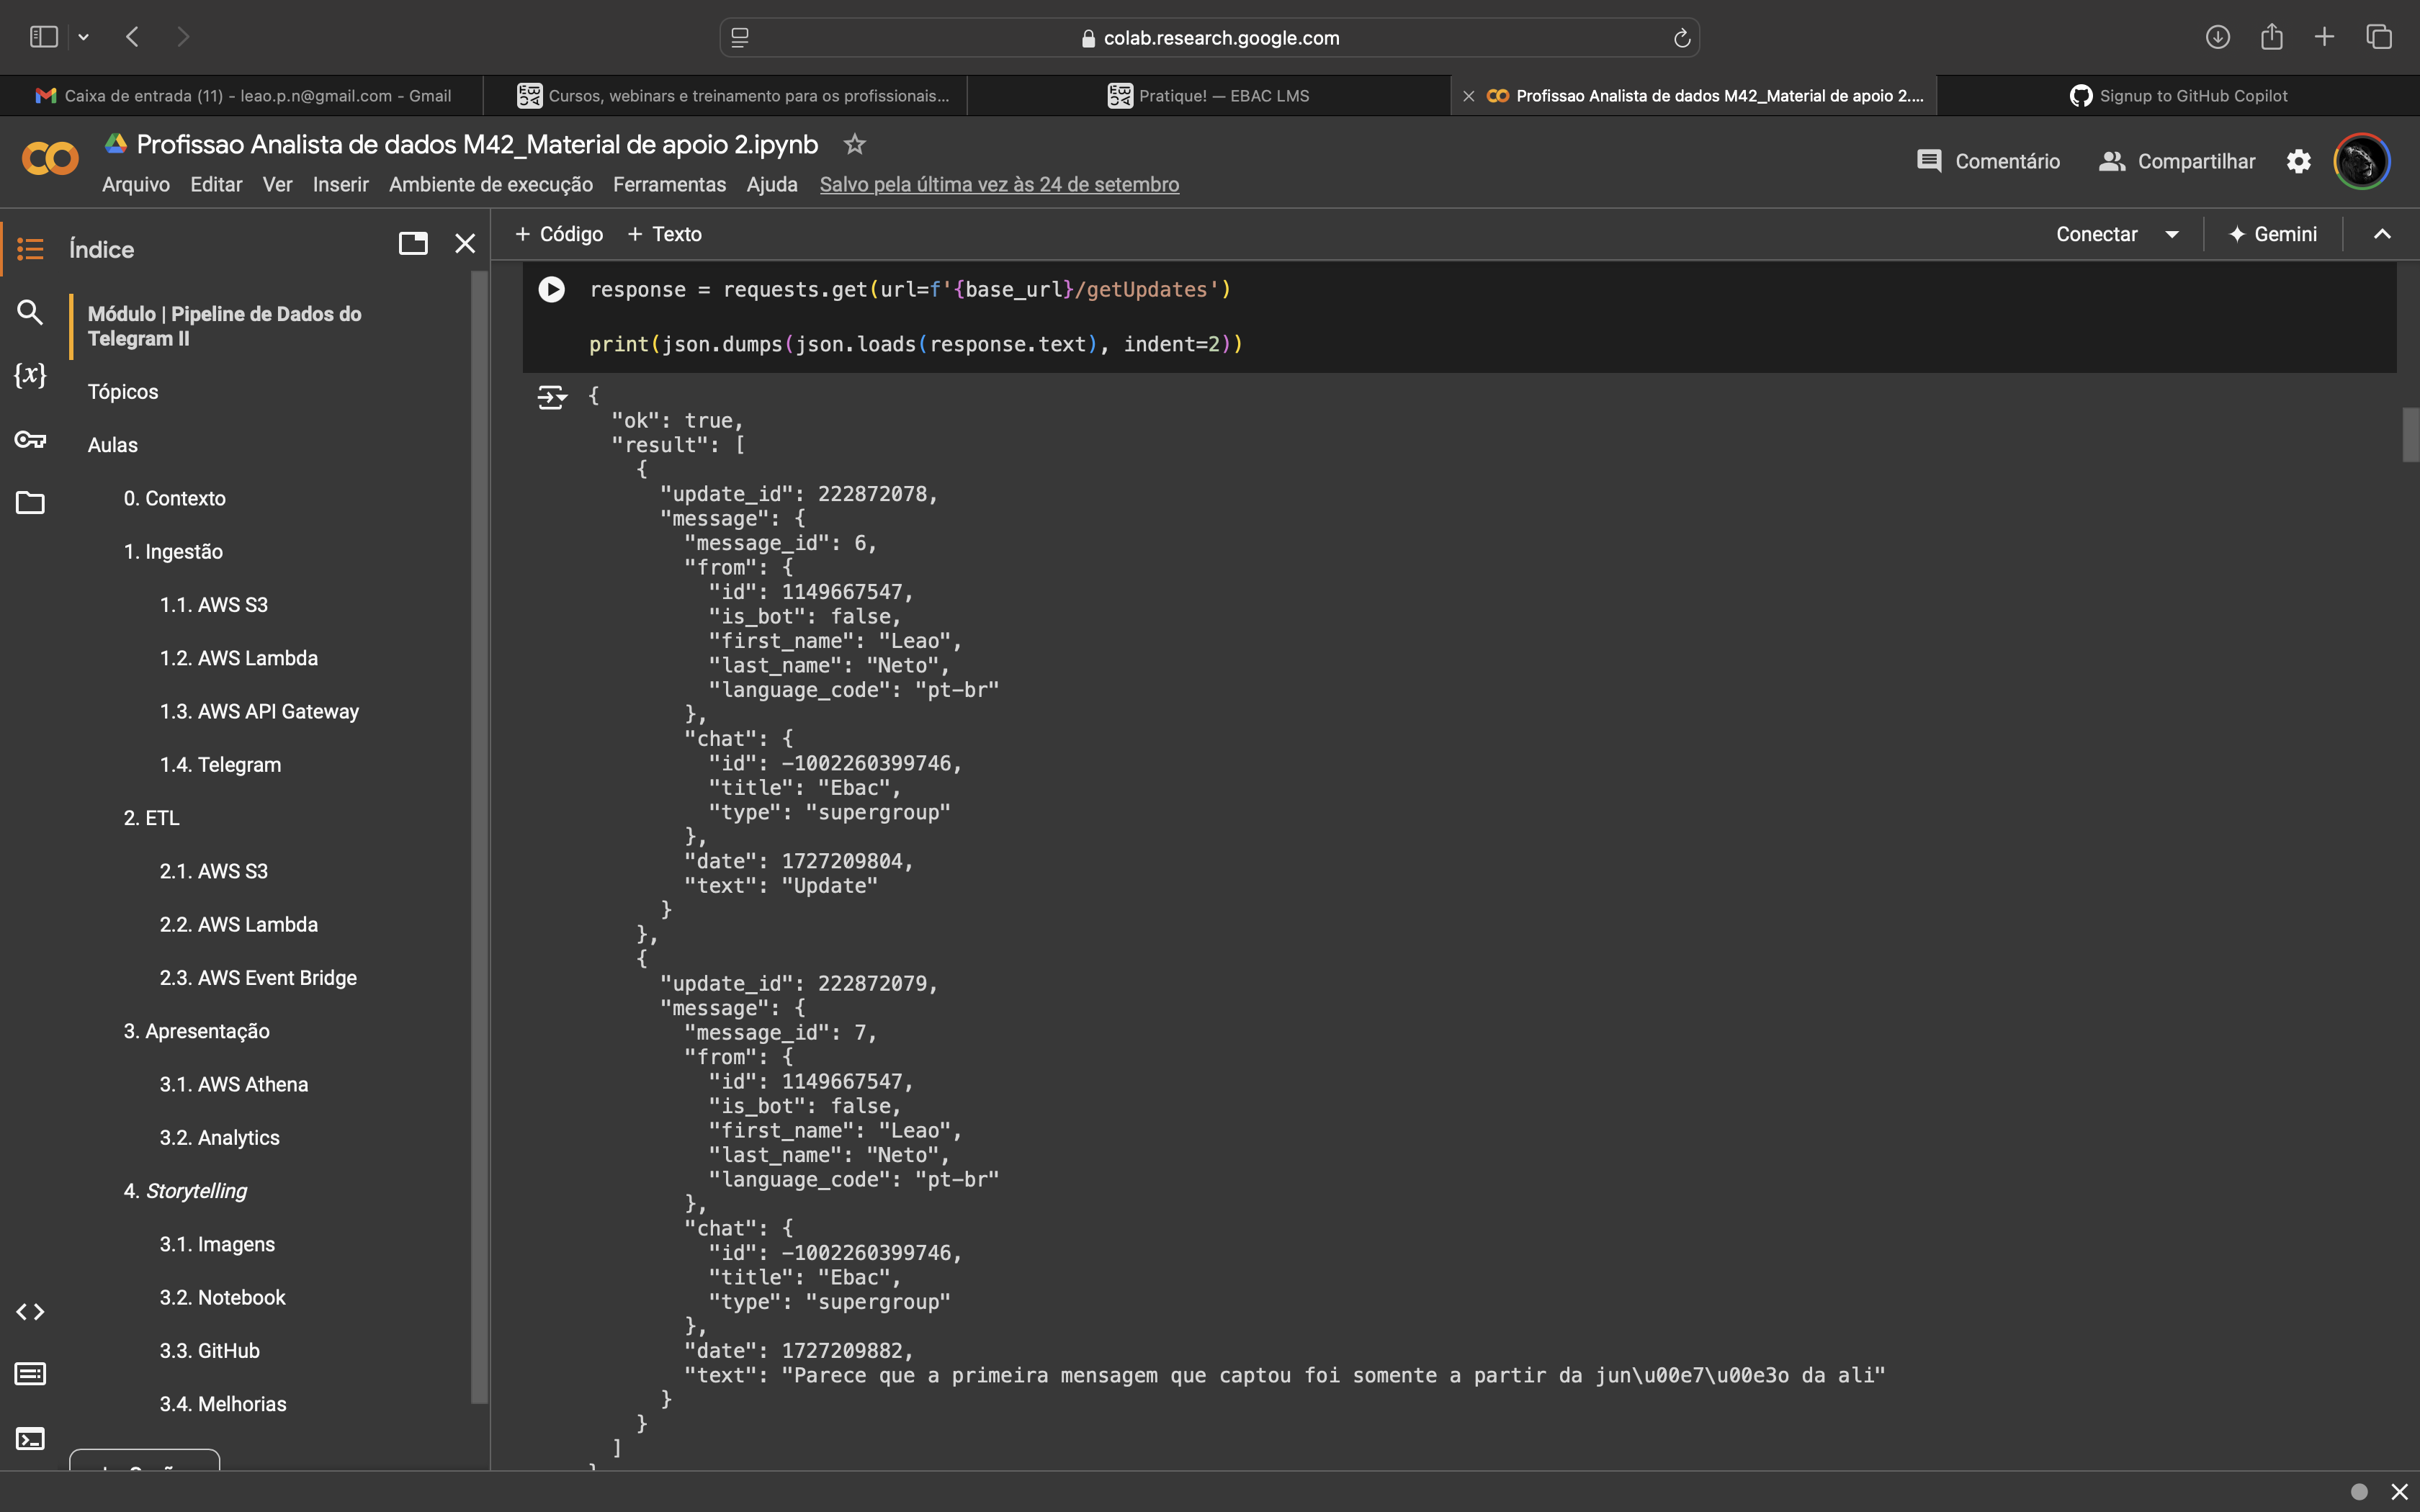 colab.research.google.com
Caixa de entrada (11) - leao.p.n@gmail.com - Gmail
Cursos, webinars e treinamento para os profissionais...
Pratique! — EBAC LMS
Profissao Analista de dados M42_Material de apoio 2....
Signup to GitHub Copilot
Profissao Analista de dados M42_Material de apoio 2.ipynb
Comentário
Compartilhar
Arquivo Editar Ver Inserir Ambiente de execução Ferramentas Ajuda Salvo pela última vez às 24 de setembro
Índice
+ Código + Texto
Conectar
Gemini
Módulo | Pipeline de Dados do
Telegram II
Tópicos
Aulas
0. Contexto
1. Ingestão
1.1. AWS S3
1.2. AWS Lambda
1.3. AWS API Gateway
1.4. Telegram
2. ETL
2.1. AWS S3
2.2. AWS Lambda
2.3. AWS Event Bridge
3. Apresentação
3.1. AWS Athena
3.2. Analytics
4. Storytelling
3.1. Imagens
3.2. Notebook
3.3. GitHub
3.4. Melhorias
{x}
response = requests.get(url=f'{base_url}/getUpdates')
print(json.dumps(json.loads(response.text), indent=2))
{
"ok": true,
"result": [
{
"update_id": 222872078,
"message": {
"message_id": 6,
"from": {
"id": 1149667547,
"is_bot": false,
"first_name": "Leao",
"last_name": "Neto",
"language_code": "pt-br"
},
"chat": {
"id": -1002260399746,
"title": "Ebac",
"type": "supergroup"
},
"date": 1727209804,
"text": "Update"
}
},
{
"update_id": 222872079,
"message": {
"message_id": 7,
"from": {
"id": 1149667547,
"is_bot": false,
"first_name": "Leao",
"last_name": "Neto",
"language_code": "pt-br"
},
"chat": {
"id": -1002260399746,
"title": "Ebac",
"type": "supergroup"
},
"date": 1727209882,
"text": "Parece que a primeira mensagem que captou foi somente a partir da jun\u00e7\u00e3o da ali"
}
}
]